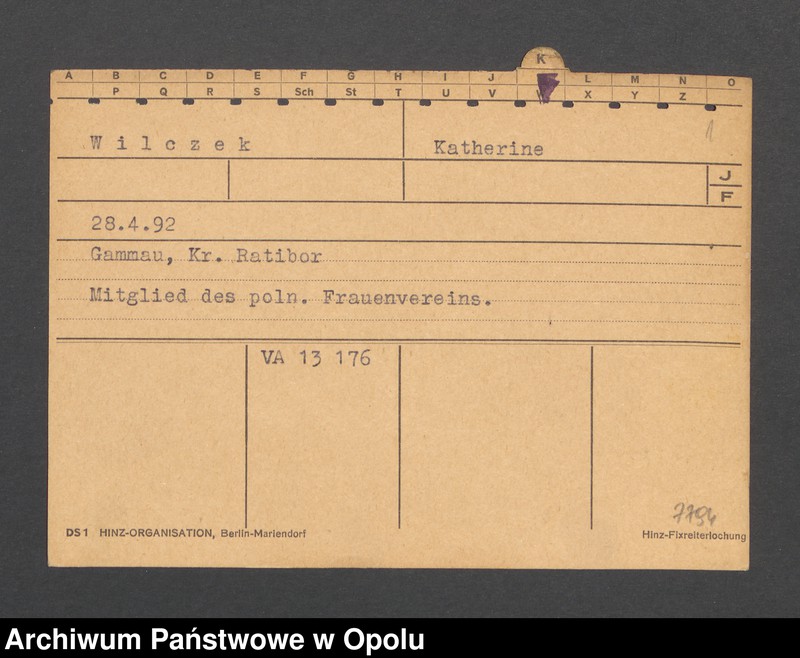 K
A B C D E F G H I J L M N O
P Q R S Sch St T U V W X Y Z
1
W i l c z e k Katherine
J
F
28.4.92
Gammau, Kr. Ratibor
Mitglied des poln. Frauenvereins.
VA 13 176
7794
DS1 HINZ-ORGANISATION, Berlin-Mariendorf Hinz-Fixreiterlochung
Archiwum Państwowe w Opolu